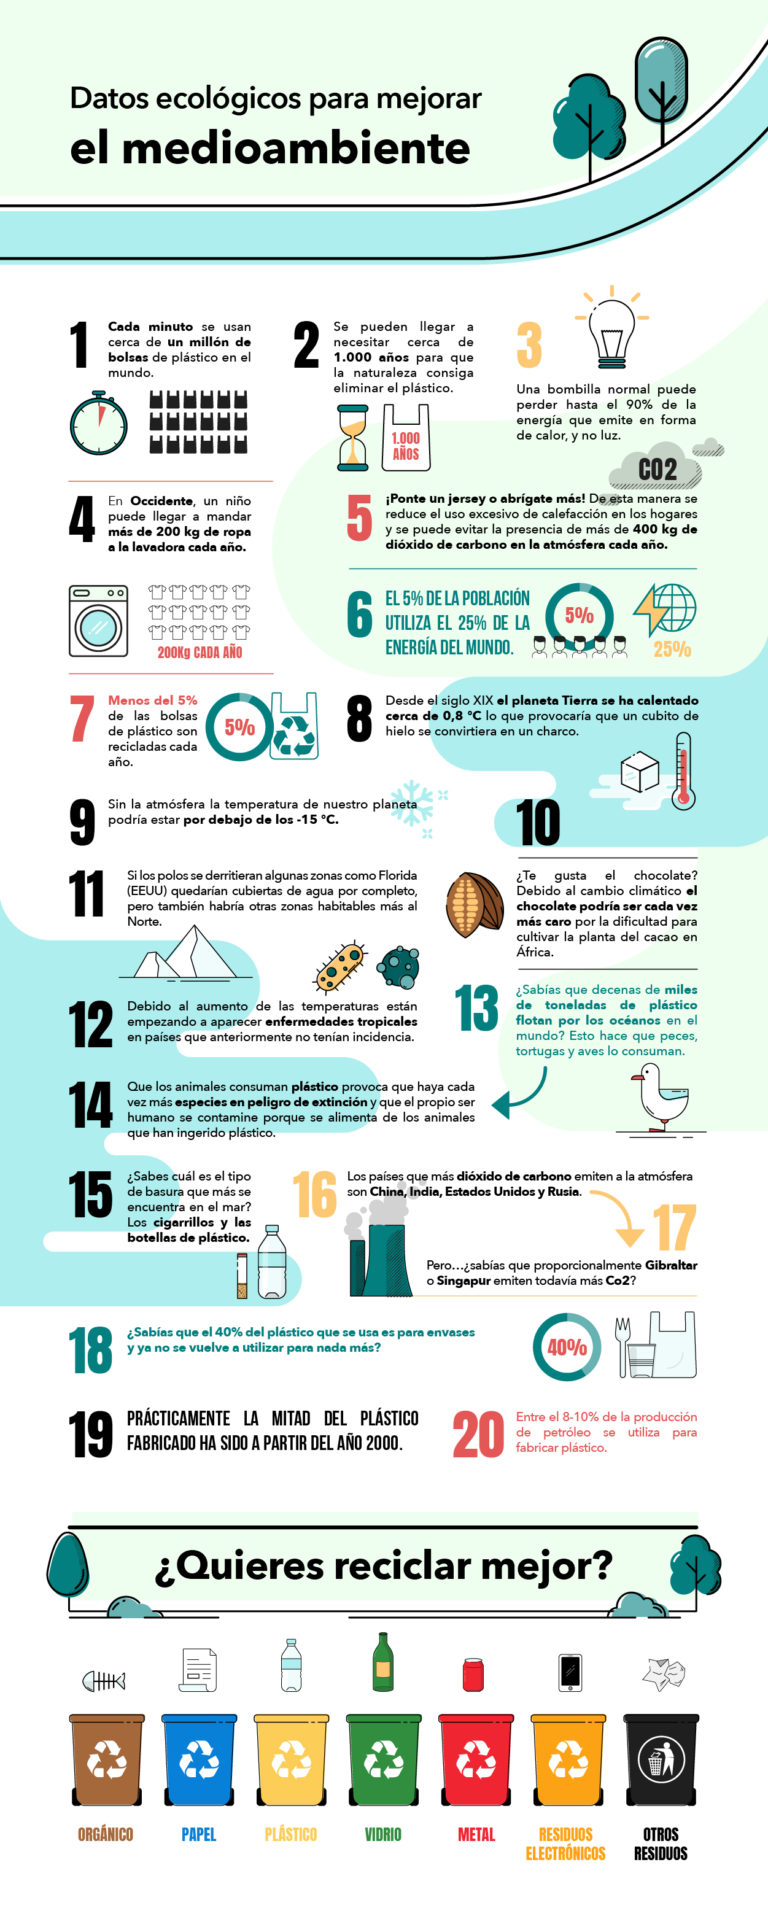 Datos ecológicos para mejorar
el medioambiente
1
Cada minuto se usan
cerca de un millón de
bolsas de plástico en el
mundo.
2
Se pueden llegar a
necesitar cerca de
1.000 años para que
la naturaleza consiga
eliminar el plástico.
1.000
AÑOS
3
Una bombilla normal puede
perder hasta el 90% de la
energía que emite en forma
de calor, y no luz.
CO2
4
En Occidente, un niño
puede llegar a mandar
más de 200 kg de ropa
a la lavadora cada año.
200Kg CADA AÑO
5
¡Ponte un jersey o abrígate más! De esta manera se
reduce el uso excesivo de calefacción en los hogares
y se puede evitar la presencia de más de 400 kg de
dióxido de carbono en la atmósfera cada año.
6
EL 5% DE LA POBLACIÓN
UTILIZA EL 25% DE LA
ENERGÍA DEL MUNDO.
5%
25%
7
Menos del 5%
de las bolsas
de plástico son
recicladas cada
año.
5%
8
Desde el siglo XIX el planeta Tierra se ha calentado
cerca de 0,8 °C lo que provocaría que un cubito de
hielo se convirtiera en un charco.
9
Sin la atmósfera la temperatura de nuestro planeta
podría estar por debajo de los -15 °C.
10
¿Te gusta el chocolate?
Debido al cambio climático el
chocolate podría ser cada vez
más caro por la dificultad para
cultivar la planta del cacao en
África.
11
Si los polos se derritieran algunas zonas como Florida
(EEUU) quedarían cubiertas de agua por completo,
pero también habría otras zonas habitables más al
Norte.
12
Debido al aumento de las temperaturas están
empezando a aparecer enfermedades tropicales
en países que anteriormente no tenían incidencia.
13
¿Sabías que decenas de miles
de toneladas de plástico
flotan por los océanos en el
mundo? Esto hace que peces,
tortugas y aves lo consuman.
14
Que los animales consuman plástico provoca que haya cada
vez más especies en peligro de extinción y que el propio ser
humano se contamine porque se alimenta de los animales
que han ingerido plástico.
15
¿Sabes cuál es el tipo
de basura que más se
encuentra en el mar?
Los cigarrillos y las
botellas de plástico.
16
Los países que más dióxido de carbono emiten a la atmósfera
son China, India, Estados Unidos y Rusia.
17
Pero...¿sabías que proporcionalmente Gibraltar
o Singapur emiten todavía más Co2?
18
¿Sabías que el 40% del plástico que se usa es para envases
y ya no se vuelve a utilizar para nada más?
40%
19
PRÁCTICAMENTE LA MITAD DEL PLÁSTICO
FABRICADO HA SIDO A PARTIR DEL AÑO 2000.
20
Entre el 8-10% de la producción
de petróleo se utiliza para
fabricar plástico.
¿Quieres reciclar mejor?
ORGÁNICO
PAPEL
PLÁSTICO
VIDRIO
METAL
RESIDUOS
ELECTRÓNICOS
OTROS
RESIDUOS